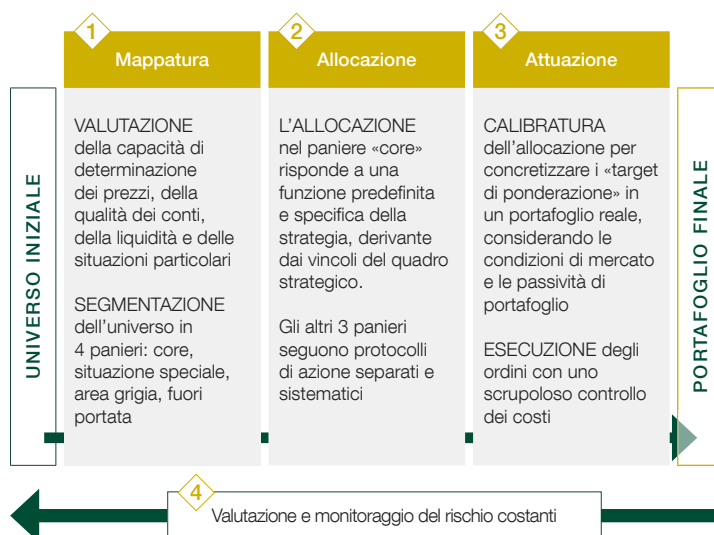 UNIVERSO INIZIALE
1
Mappatura
VALUTAZIONE
della capacità di
determinazione
dei prezzi, della
qualità dei conti,
della liquidità e delle
situazioni particolari
SEGMENTAZIONE
dell'universo in
4 panieri: core,
situazione speciale,
area grigia, fuori
portata
2
Allocazione
L'ALLOCAZIONE
nel paniere «core»
risponde a una
funzione predefinita
e specifica della
strategia, derivante
dai vincoli del quadro
strategico.
Gli altri 3 panieri
seguono protocolli
di azione separati e
sistematici
3
Attuazione
CALIBRATURA
dell'allocazione per
concretizzare i «target
di ponderazione» in
un portafoglio reale,
considerando le
condizioni di mercato
e le passività di
portafoglio
ESECUZIONE degli
ordini con uno
scrupoloso controllo
dei costi
PORTAFOGLIO FINALE
4
Valutazione e monitoraggio del rischio costanti